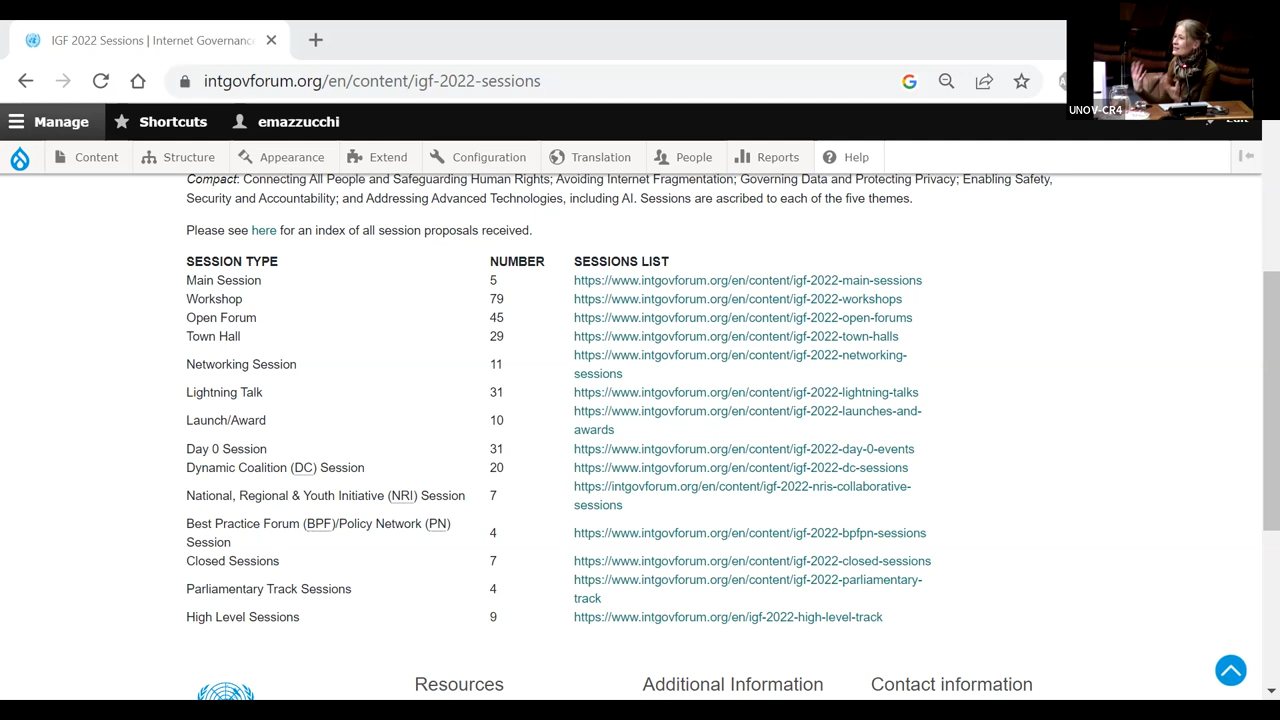 IGF 2022 Sessions | Internet Governance
intgovforum.org/en/content/igf-2022-sessions
UNOV-CR4
Manage Shortcuts emazzucchi Edit
Content Structure Appearance Extend Configuration Translation People Reports Help
Compact: Connecting All People and Safeguarding Human Rights; Avoiding Internet Fragmentation; Governing Data and Protecting Privacy; Enabling Safety,
Security and Accountability; and Addressing Advanced Technologies, including AI. Sessions are ascribed to each of the five themes.
Please see here for an index of all session proposals received.
SESSION TYPE NUMBER SESSIONS LIST
Main Session 5 https://www.intgovforum.org/en/content/igf-2022-main-sessions
Workshop 79 https://www.intgovforum.org/en/content/igf-2022-workshops
Open Forum 45 https://www.intgovforum.org/en/content/igf-2022-open-forums
Town Hall 29 https://www.intgovforum.org/en/content/igf-2022-town-halls
Networking Session 11 https://www.intgovforum.org/en/content/igf-2022-networking-
sessions
Lightning Talk 31 https://www.intgovforum.org/en/content/igf-2022-lightning-talks
Launch/Award 10 https://www.intgovforum.org/en/content/igf-2022-launches-and-
awards
Day 0 Session 31 https://www.intgovforum.org/en/content/igf-2022-day-0-events
Dynamic Coalition (DC) Session 20 https://www.intgovforum.org/en/content/igf-2022-dc-sessions
National, Regional & Youth Initiative (NRI) Session 7 https://intgovforum.org/en/content/igf-2022-nris-collaborative-
sessions
Best Practice Forum (BPF)/Policy Network (PN)
Session 4 https://www.intgovforum.org/en/content/igf-2022-bpfpn-sessions
Closed Sessions 7 https://www.intgovforum.org/en/content/igf-2022-closed-sessions
Parliamentary Track Sessions 4 https://www.intgovforum.org/en/content/igf-2022-parliamentary-
track
High Level Sessions 9 https://www.intgovforum.org/en/igf-2022-high-level-track
Resources Additional Information Contact information